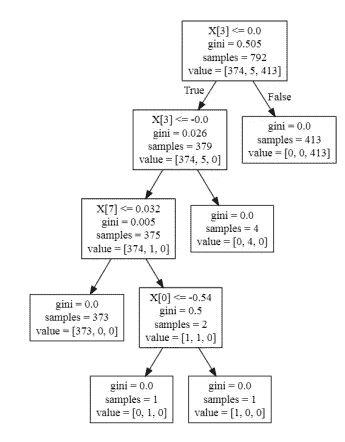 X[3] <= 0.0
gini = 0.505
samples = 792
value = [374, 5, 413]
True
False
X[3] <= -0.0
gini = 0.026
samples = 379
value = [374, 5, 0]
gini = 0.0
samples = 413
value = [0, 0, 413]
X[7] <= 0.032
gini = 0.005
samples = 375
value = [374, 1, 0]
gini = 0.0
samples = 4
value = [0, 4, 0]
gini = 0.0
samples = 373
value = [373, 0, 0]
X[0] <= -0.54
gini = 0.5
samples = 2
value = [1, 1, 0]
gini = 0.0
samples = 1
value = [0, 1, 0]
gini = 0.0
samples = 1
value = [1, 0, 0]